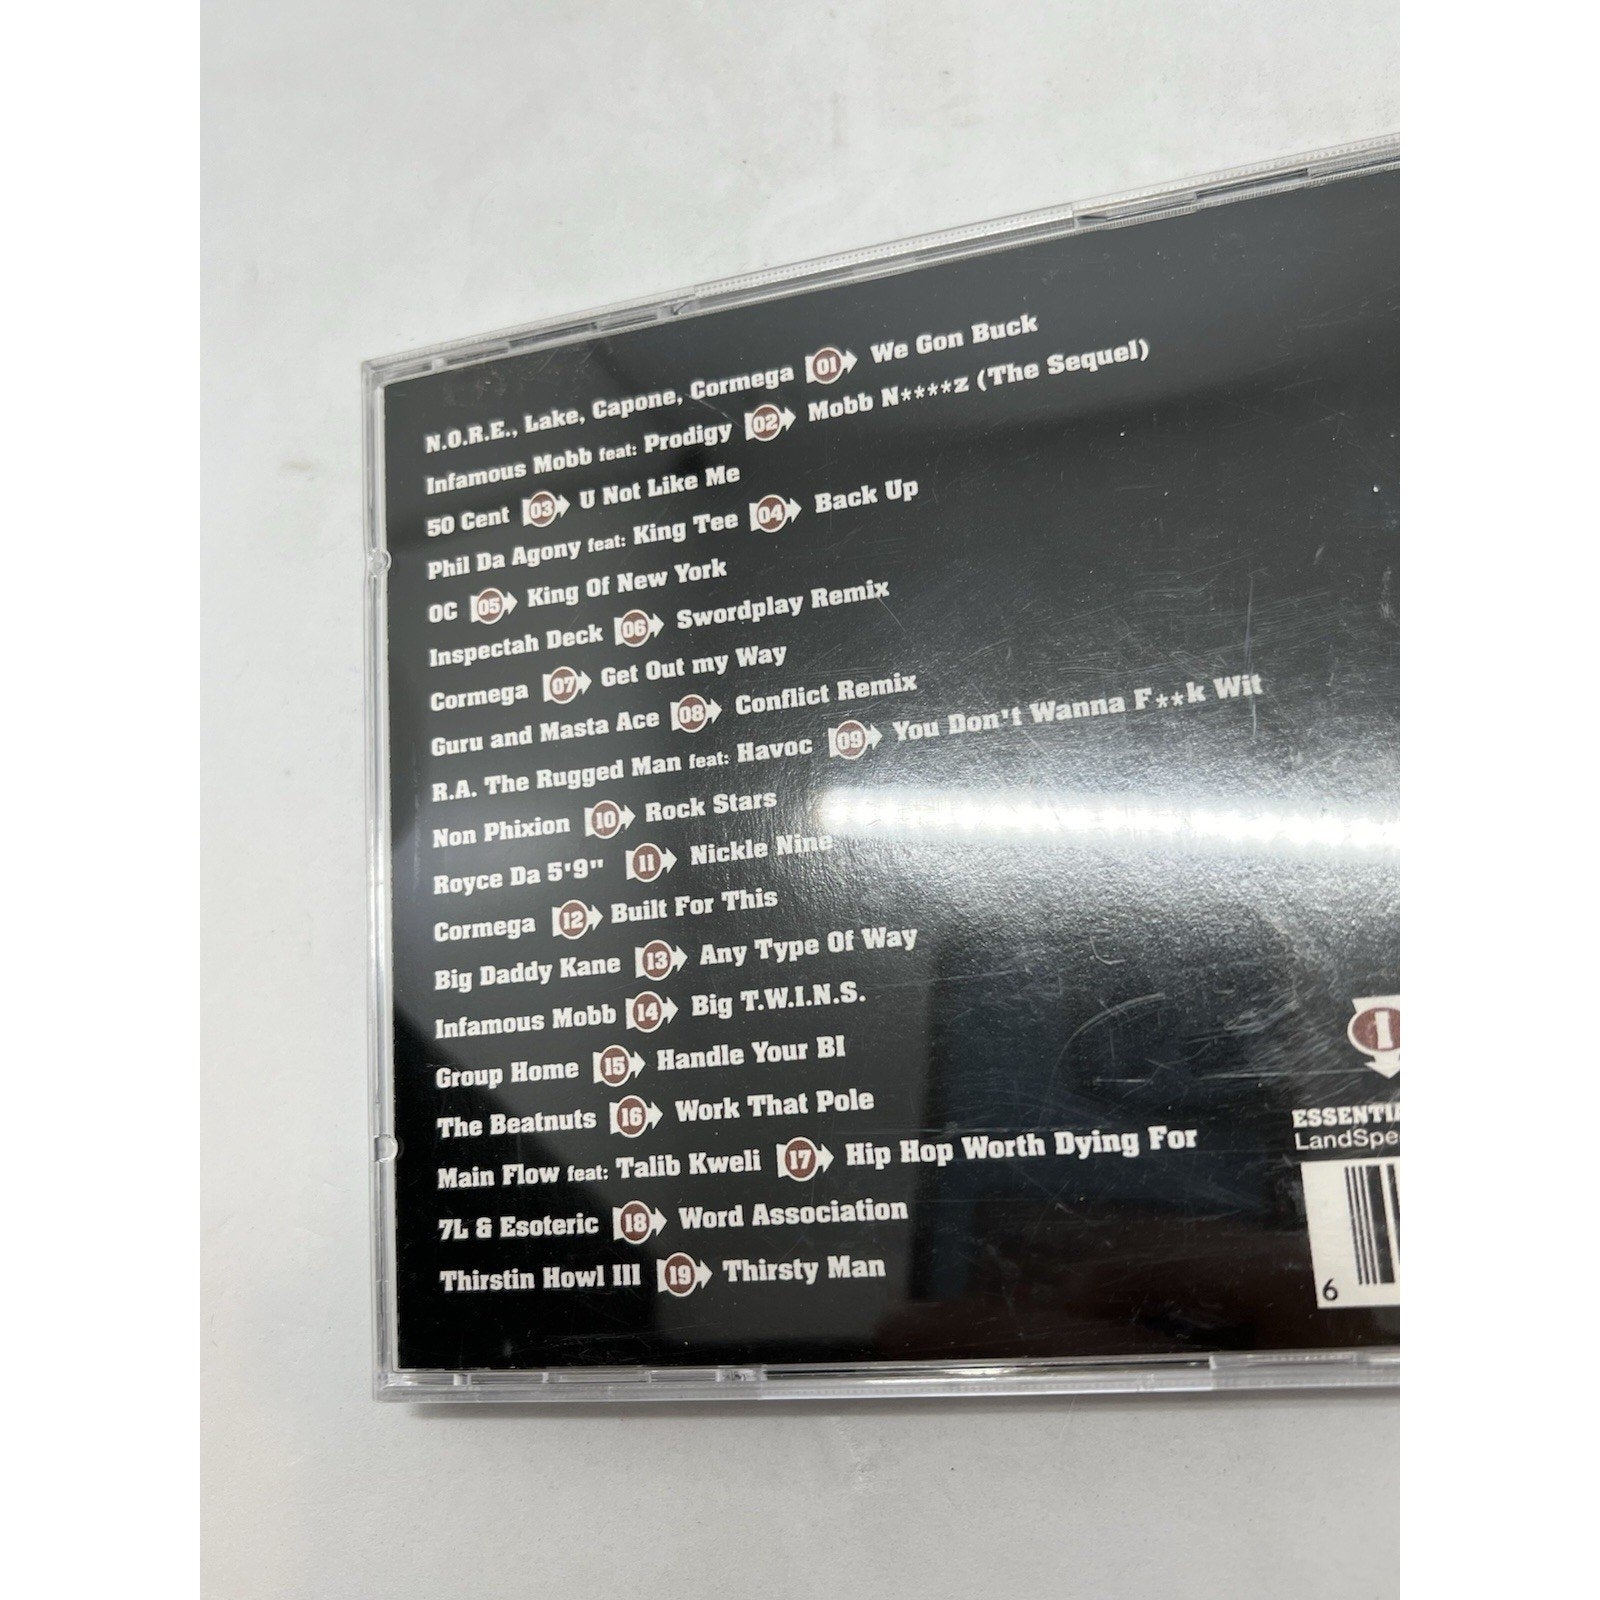 N.O.R.E., Lake, Capone, Cormega 01 We Gon Buck
Infamous Mobb feat: Prodigy 02 Mobb N****z (The Sequel)
50 Cent 03 U Not Like Me
Phil Da Agony feat: King Tee 04 Back Up
OC 05 King Of New York
Inspectah Deck 06 Swordplay Remix
Cormega 07 Get Out my Way
Guru and Masta Ace 08 Conflict Remix
R.A. The Rugged Man feat: Havoc 09 You Don't Wanna F**k Wit
Non Phixion 10 Rock Stars
Royce Da 5'9" 11 Nickle Nine
Cormega 12 Built For This
Big Daddy Kane 13 Any Type Of Way
Infamous Mobb 14 Big T.W.I.N.S.
Group Home 15 Handle Your BI
The Beatnuts 16 Work That Pole
Main Flow feat: Talib Kweli 17 Hip Hop Worth Dying For
7L & Esoteric 18 Word Association
Thirstin Howl III 19 Thirsty Man
ESSENTIA
LandSpe
6